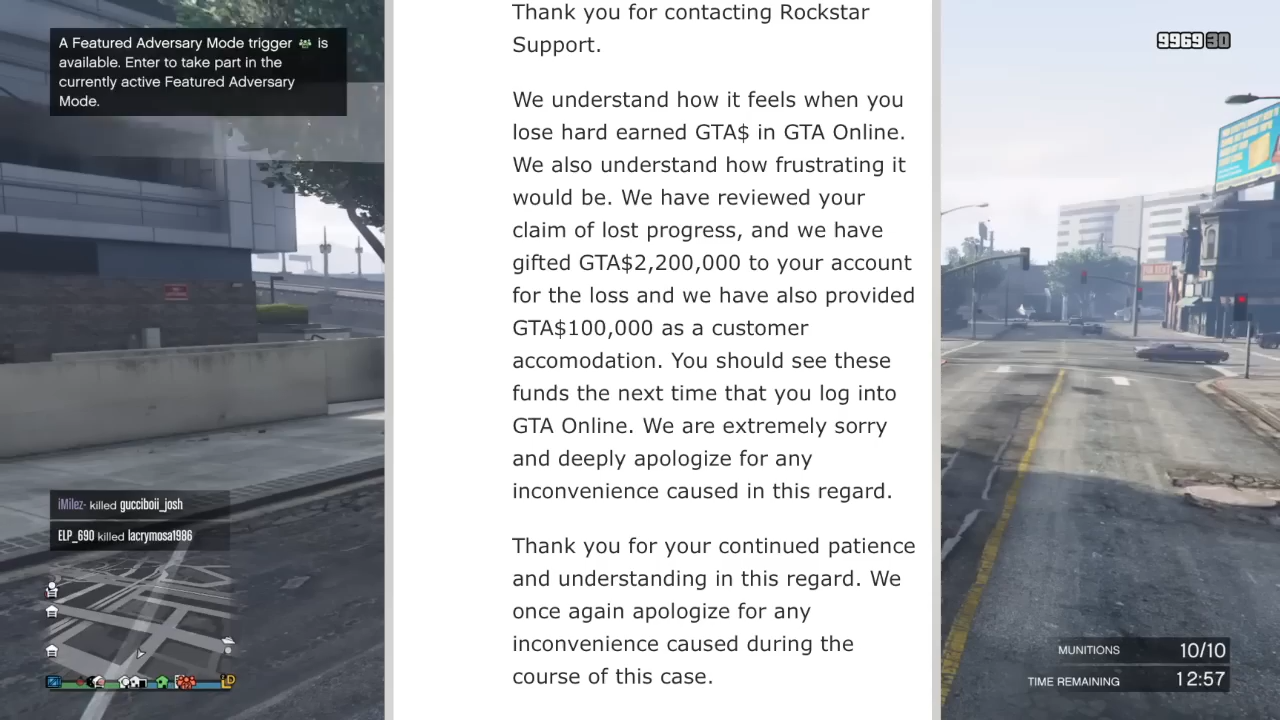 A Featured Adversary Mode trigger is
available. Enter to take part in the
currently active Featured Adversary
Mode.
9969 30
Thank you for contacting Rockstar
Support.
We understand how it feels when you
lose hard earned GTA$ in GTA Online.
We also understand how frustrating it
would be. We have reviewed your
claim of lost progress, and we have
gifted GTA$2,200,000 to your account
for the loss and we have also provided
GTA$100,000 as a customer
accomodation. You should see these
funds the next time that you log into
GTA Online. We are extremely sorry
and deeply apologize for any
inconvenience caused in this regard.
Thank you for your continued patience
and understanding in this regard. We
once again apologize for any
inconvenience caused during the
course of this case.
iMilez- killed gucciboii_josh
ELP_690 killed lacrymosa1986
MUNITIONS 10/10
TIME REMAINING 12:57